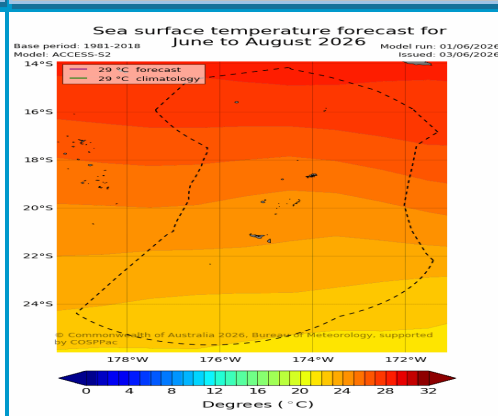 Sea surface temperature forecast for
June to August 2026
Base period: 1981-2018
Model: ACCESS-S2
Model run: 01/06/2026
Issued: 03/06/2026
29 °C forecast
29 °C climatology
14°S
16°S
18°S
20°S
22°S
24°S
© Commonwealth of Australia 2026, Bureau of Meteorology, supported
by COSPPac
178°W 176°W 174°W 172°W
0 4 8 12 16 20 24 28 32
Degrees (°C)